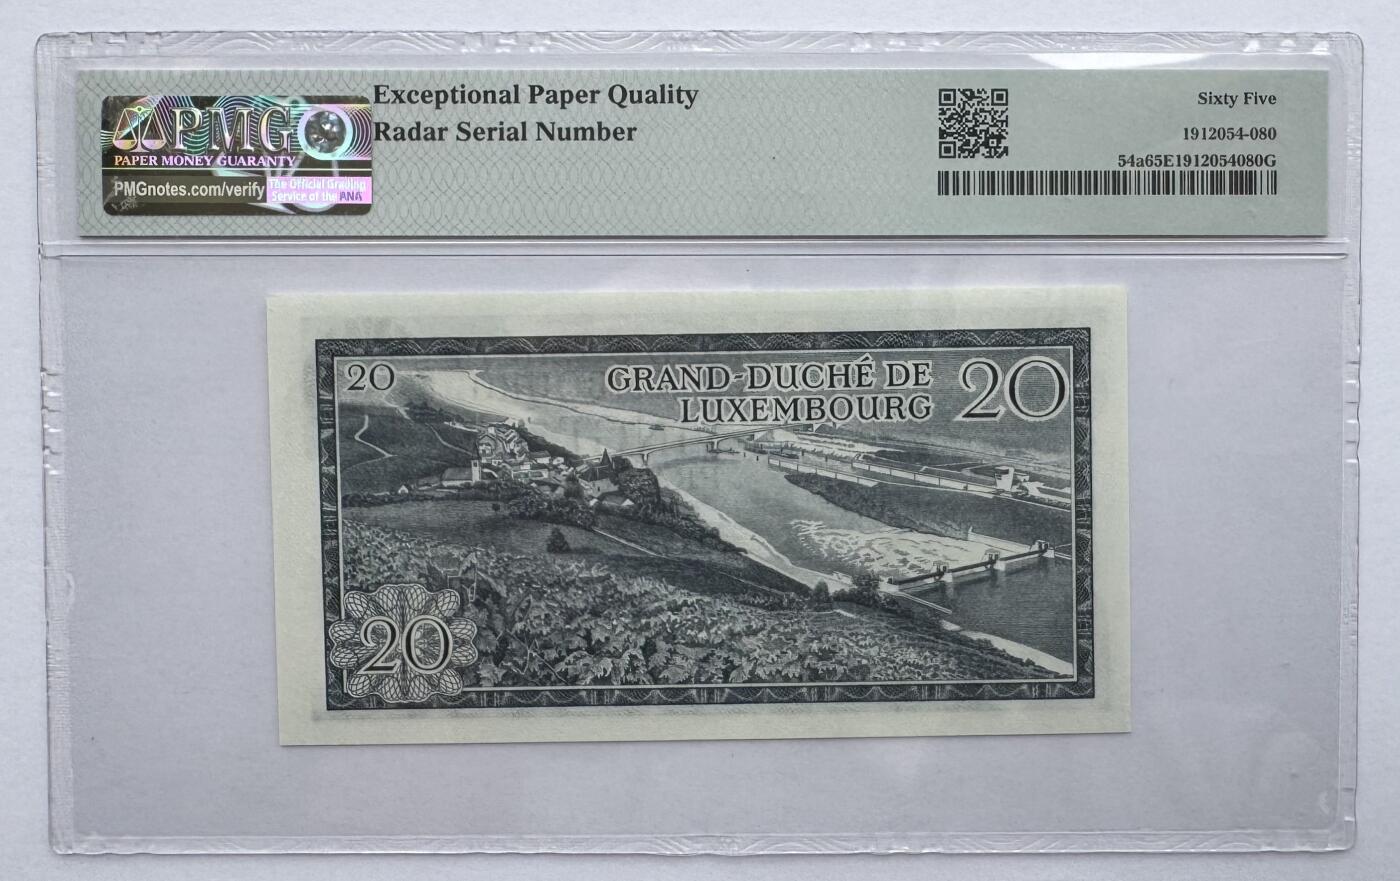 PMG
PAPER MONEY GUARANTY
PMGnotes.com/verify
The Official Grading
Service of the ANA
Exceptional Paper Quality
Radar Serial Number
Sixty Five
1912054-080
54a65E1912054080G
20
GRAND-DUCHÉ DE
LUXEMBOURG
20
20